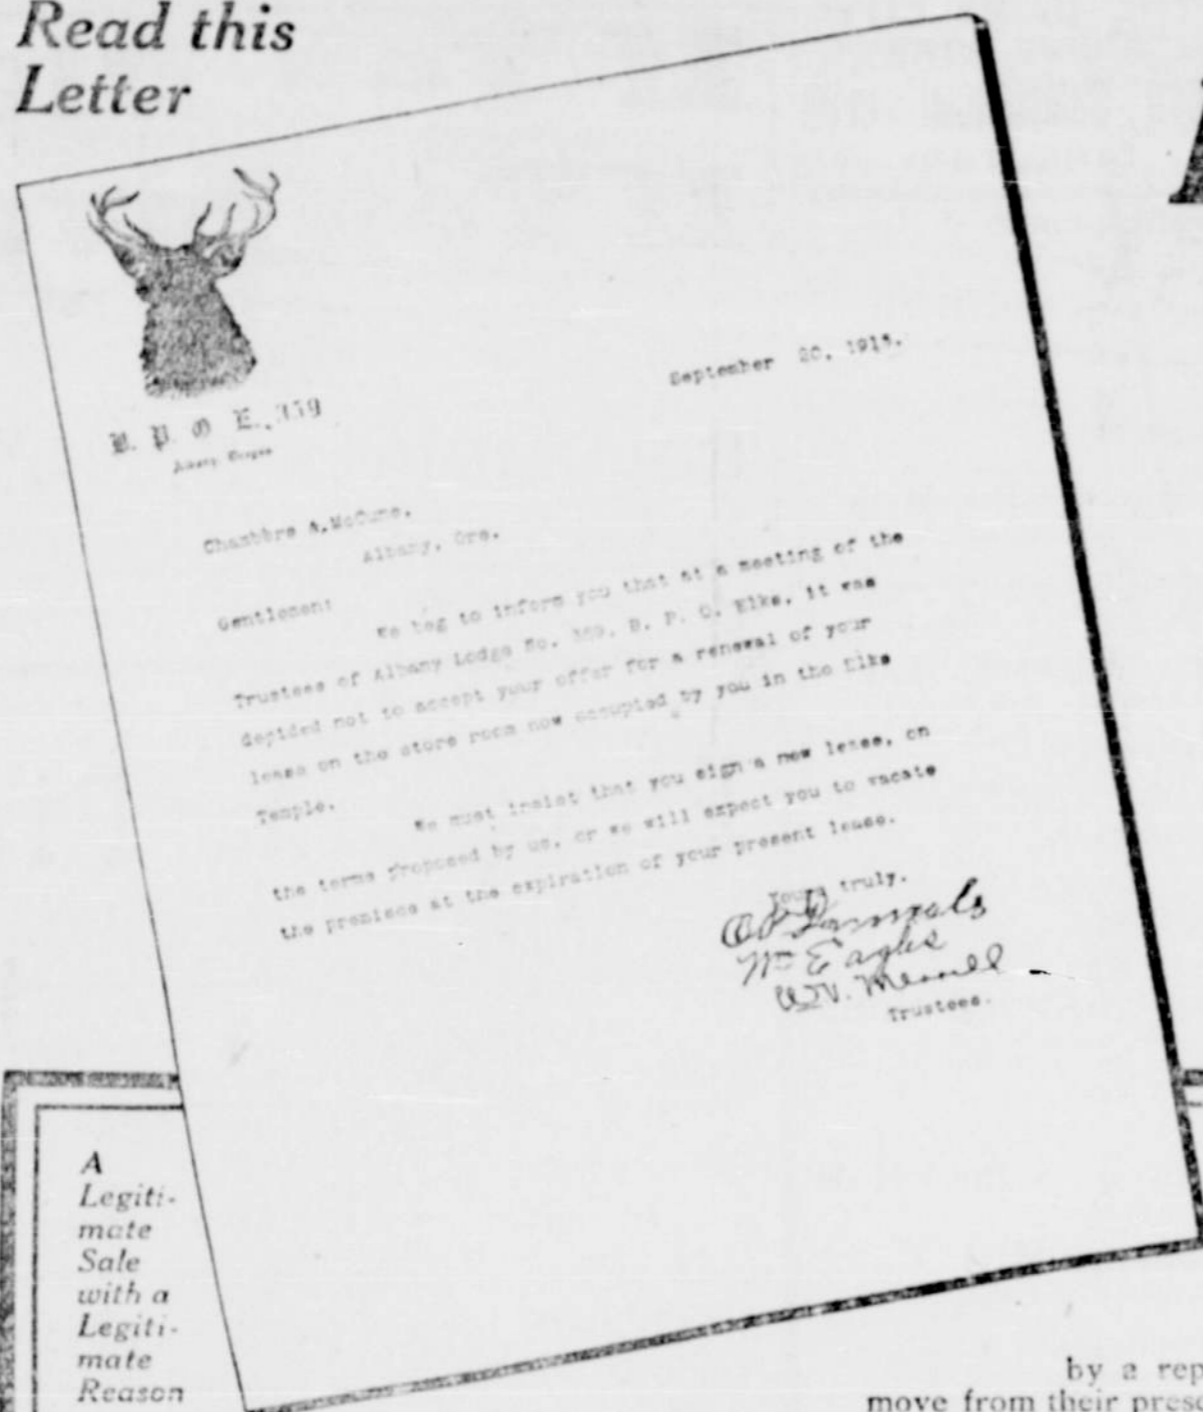 Read this
Letter
September 20, 191
B. P. O E. 359
Albany, Oregon
Chambers & McCune,
Albany, Ore.
Gentlemen:
We beg to inform you that at a meeting of the
Trustees of Albany Lodge No. 359, B. P. O. Elks, it was
decided not to accept your offer for a renewal of your
lease on the store room now occupied by you in the Elks
Temple.
We must insist that you sign a new lease, on
the terms proposed by us, or we will expect you to vacate
the premises at the expiration of your present lease.
Yours truly,
Wm Eagles
Merrill
Trustees.
A
Legiti-
mate
Sale
with a
Legiti-
mate
Reason
by a rep
move from their prese